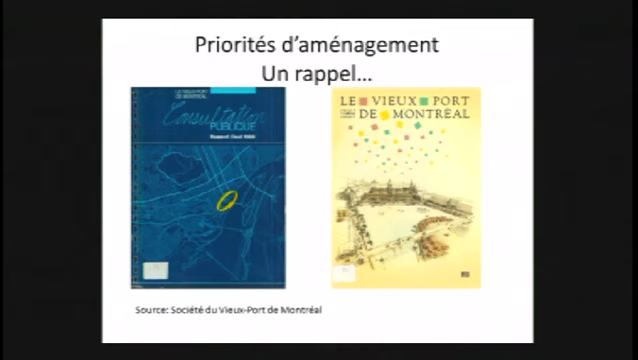 Priorités d'aménagement
Un rappel...
LE VIEUX-PORT
DE MONTRÉAL
Consultation
PUBLIQUE
LE VIEUX PORT
DE MONTRÉAL
Source: Société du Vieux-Port de Montréal